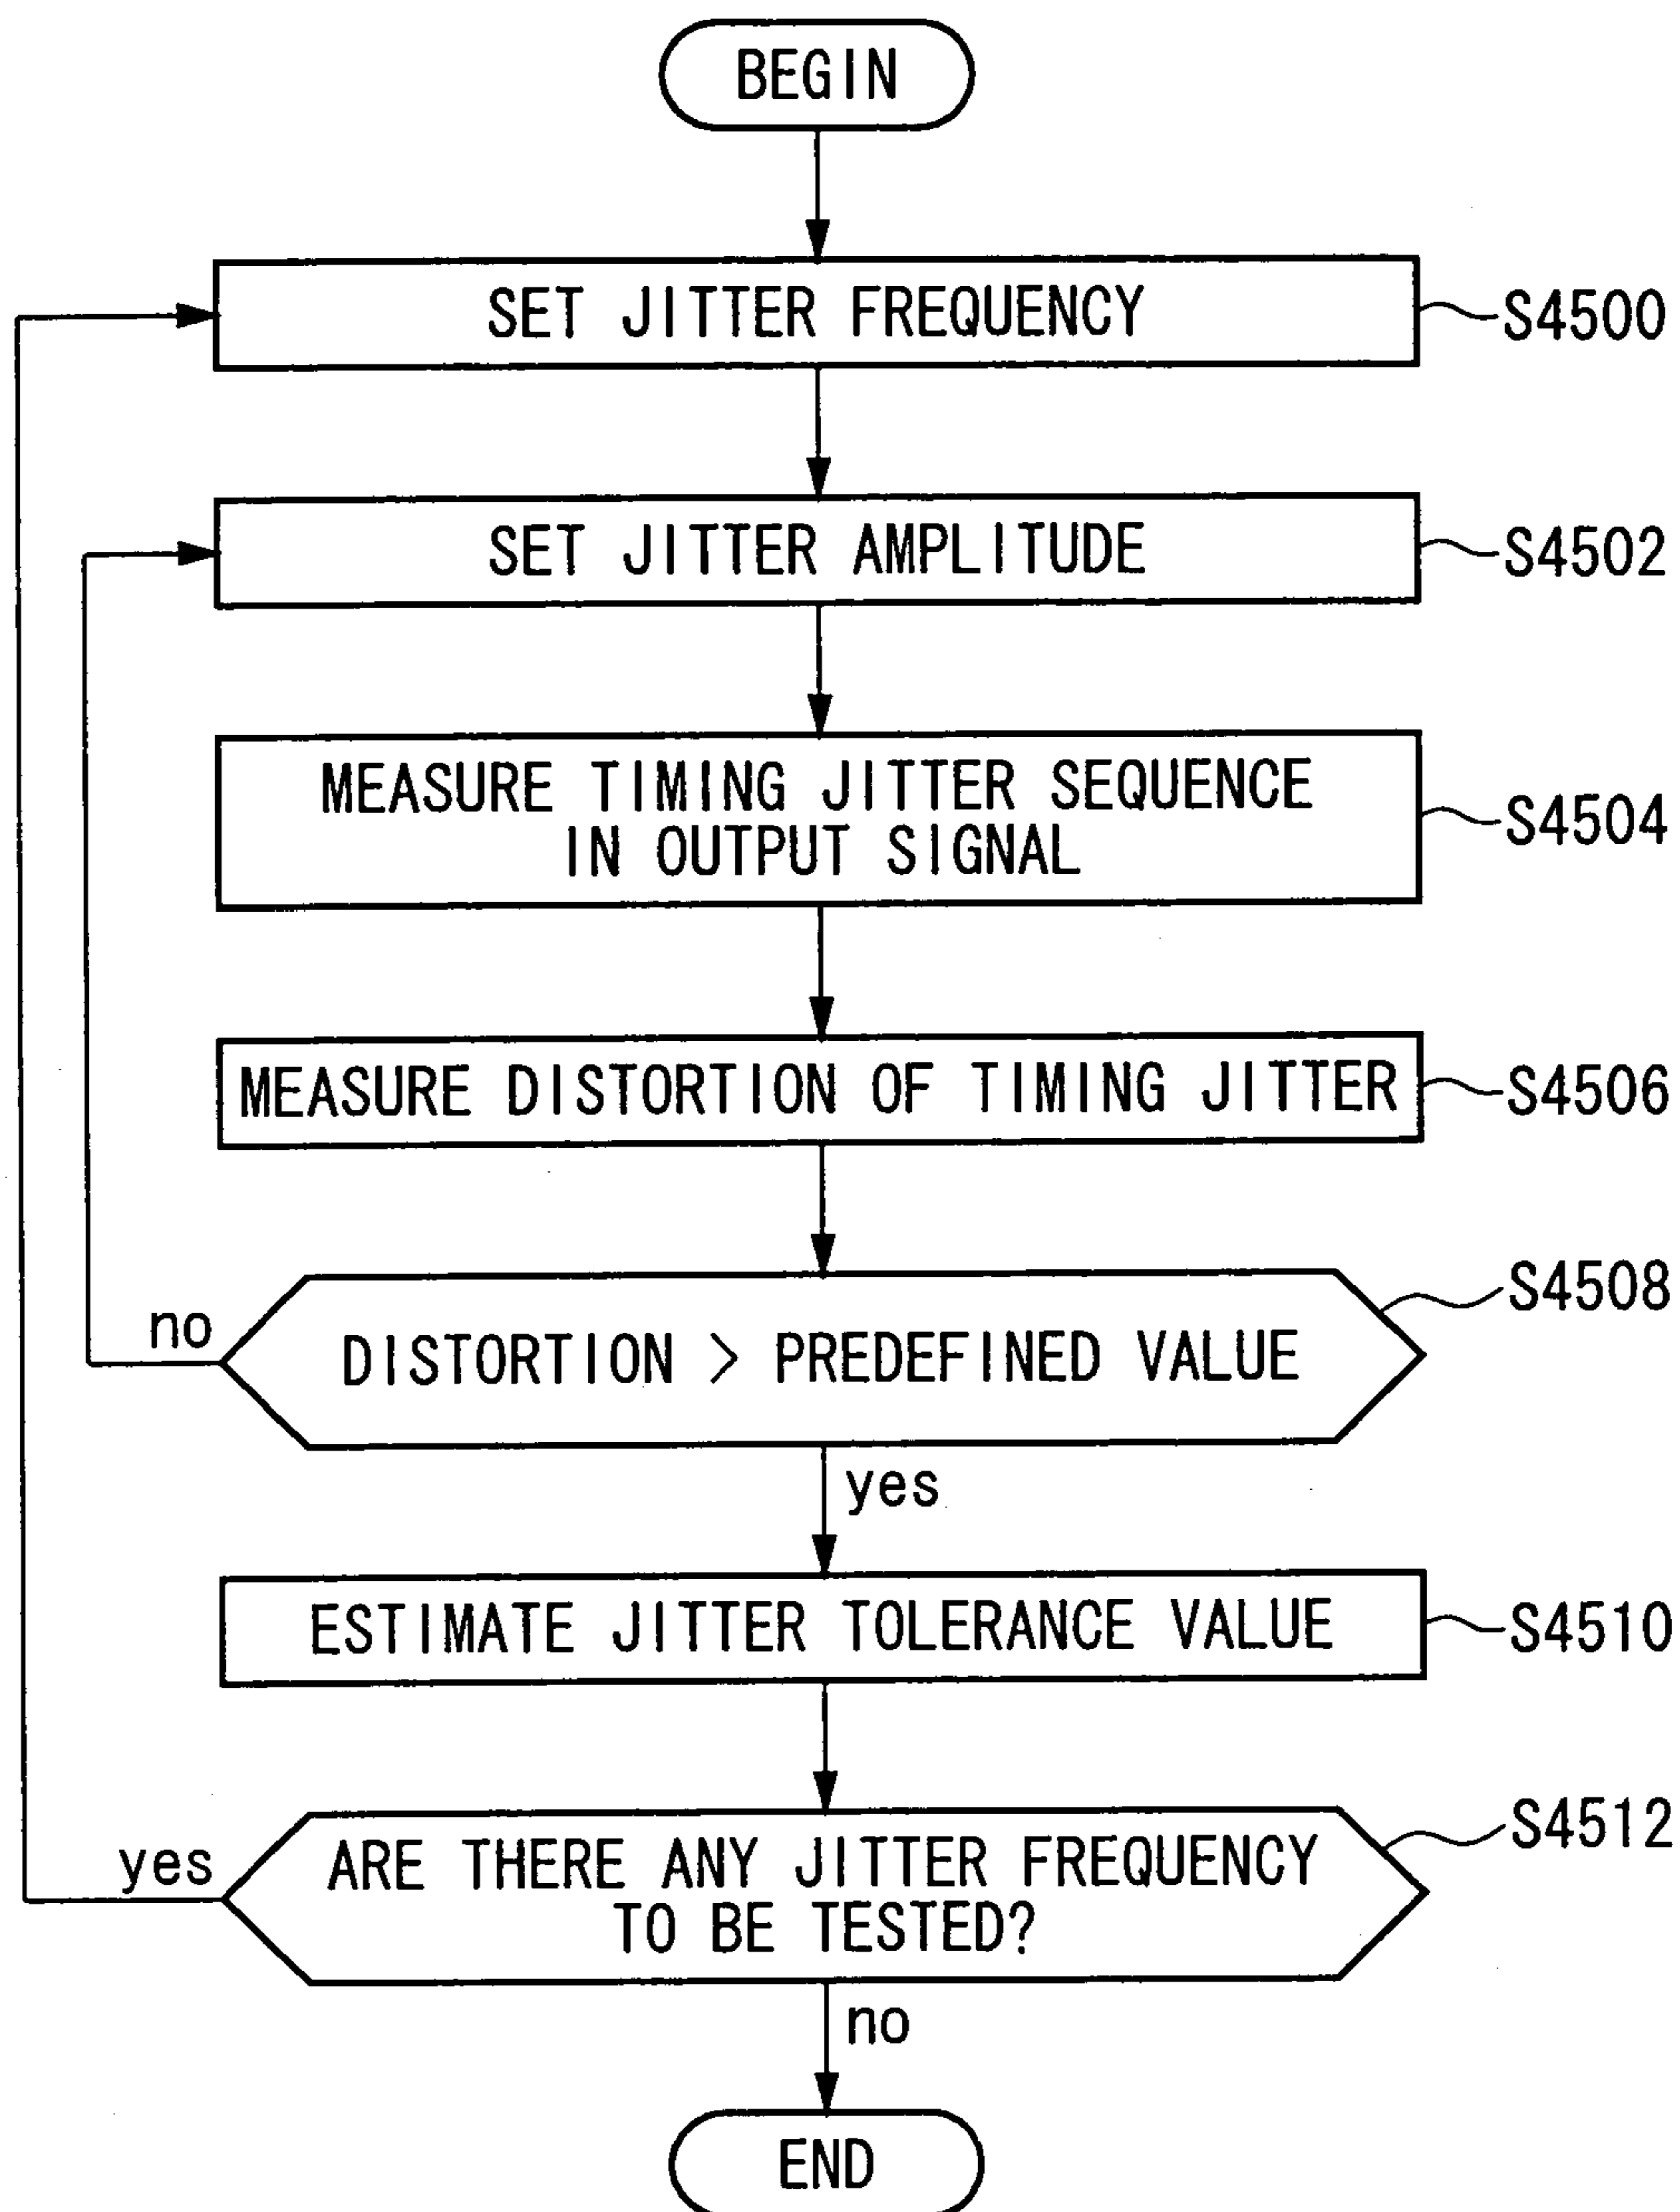 BEGIN
SET JITTER FREQUENCY
S4500
SET JITTER AMPLITUDE
S4502
MEASURE TIMING JITTER SEQUENCE
IN OUTPUT SIGNAL
S4504
MEASURE DISTORTION OF TIMING JITTER
S4506
DISTORTION > PREDEFINED VALUE
S4508
no
yes
ESTIMATE JITTER TOLERANCE VALUE
S4510
ARE THERE ANY JITTER FREQUENCY
TO BE TESTED?
S4512
yes
no
END